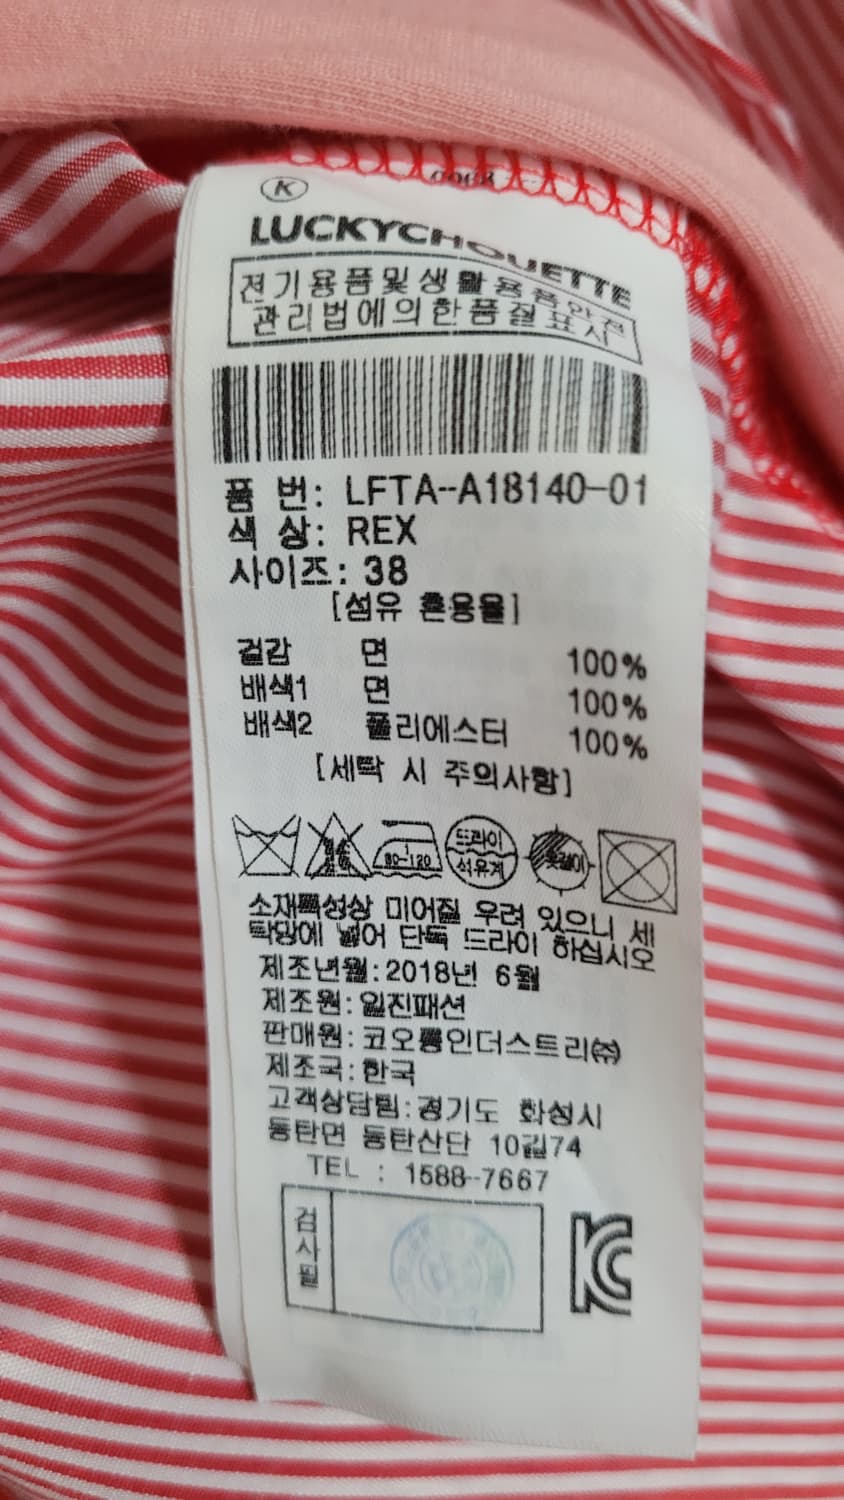 K
LUCKYCHOUETTE
전기용품및생활용품안전
관리법에의한품질표시
품 번: LFTA--A18140-01
색 상: REX
사이즈: 38
[섬유 혼용율]
겉감 면 100%
배색1 면 100%
배색2 폴리에스터 100%
[세탁 시 주의사항]
80-120
드라이
석유계
옷걸이
소재특성상 미어질 우려 있으니 세
탁망에 넣어 단독 드라이 하십시오
제조년월:2018년 6월
제조원:일진패션
판매원:코오롱인더스트리㈜
제조국:한국
고객상담팀:경기도 화성시
동탄면 동탄산단 10길74
TEL : 1588-7667
검사필
KC